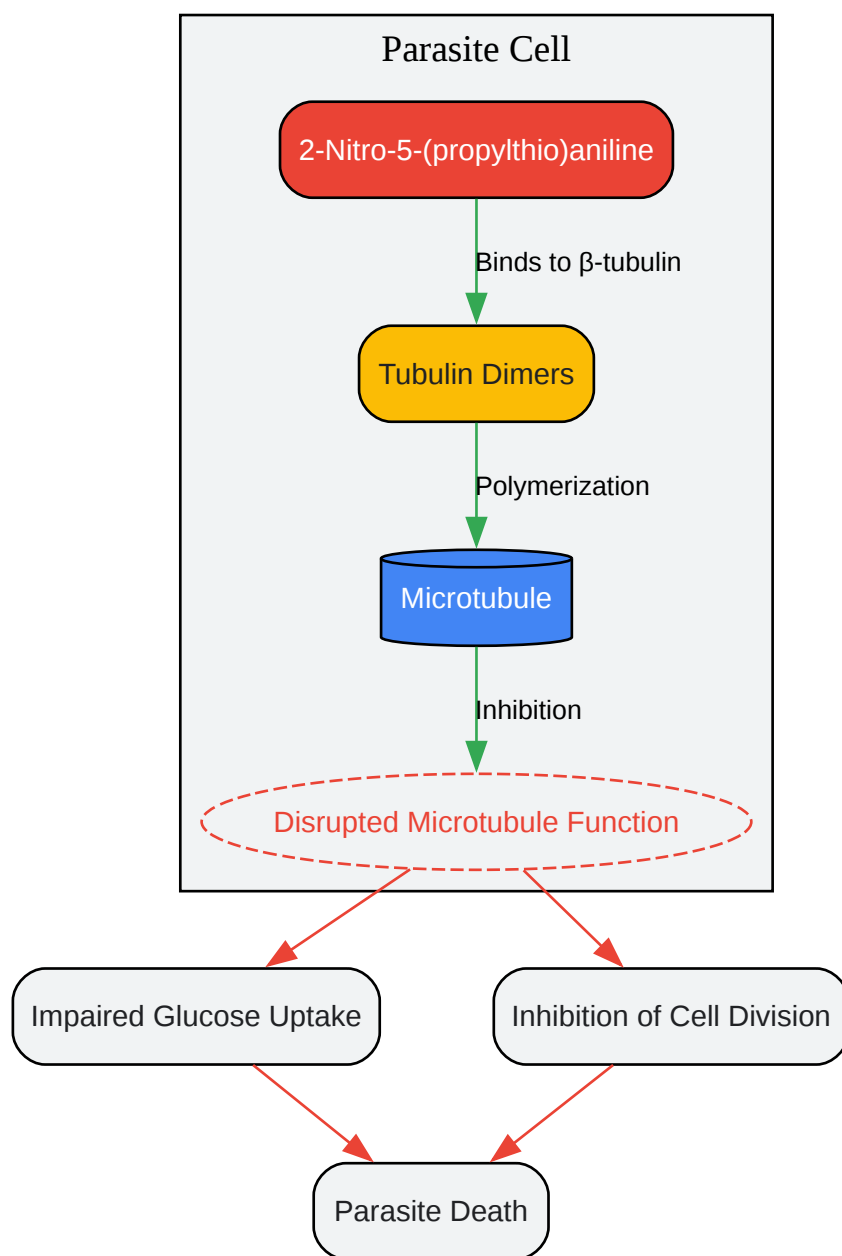 Parasite Cell
2-Nitro-5-(propylthio)aniline
Binds to β-tubulin
Tubulin Dimers
Polymerization
Microtubule
Inhibition
Disrupted Microtubule Function
Impaired Glucose Uptake
Inhibition of Cell Division
Parasite Death